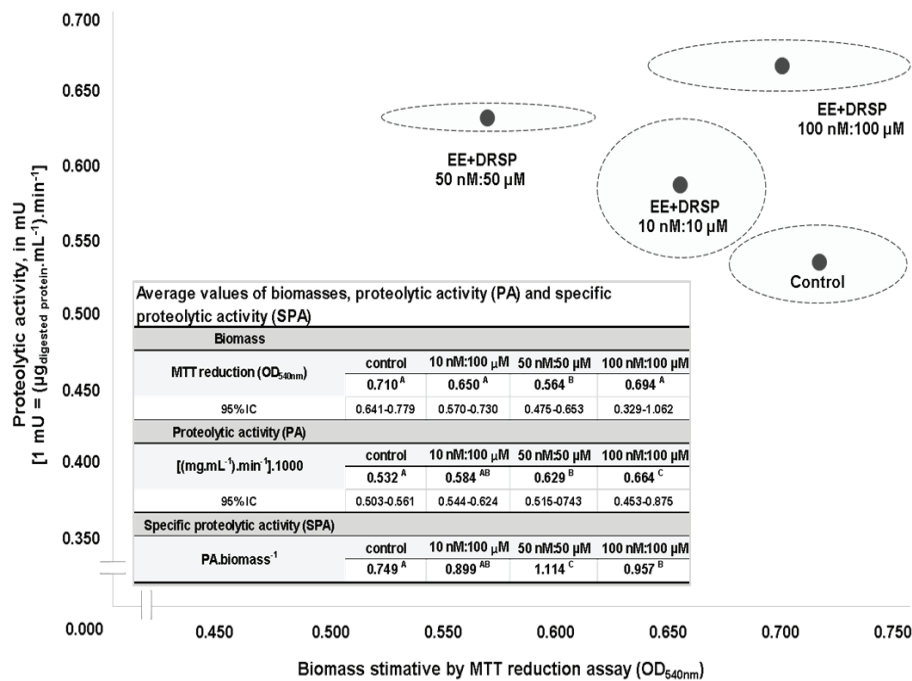 0.700
0.650
0.600
0.550
0.500
0.450
0.400
0.350
0.000
Proteolytic activity, in mU
[1 mU = (µgdigested protein.mL-1).min-1]
EE+DRSP
100 nM:100 µM
EE+DRSP
50 nM:50 µM
EE+DRSP
10 nM:10 µM
Control
Average values of biomasses, proteolytic activity (PA) and specific
proteolytic activity (SPA)
Biomass
MTT reduction (OD540nm) control 10 nM:100 µM 50 nM:50 µM 100 nM:100 µM
0.710 A 0.650 A 0.564 B 0.694 A
95%IC 0.641-0.779 0.570-0.730 0.475-0.653 0.329-1.062
Proteolytic activity (PA)
[(mg.mL-1).min-1].1000 control 10 nM:100 µM 50 nM:50 µM 100 nM:100 µM
0.532 A 0.584 AB 0.629 B 0.664 C
95%IC 0.503-0.561 0.544-0.624 0.515-0743 0.453-0.875
Specific proteolytic activity (SPA)
PA.biomass-1 control 10 nM:100 µM 50 nM:50 µM 100 nM:100 µM
0.749 A 0.899 AB 1.114 C 0.957 B
0.450 0.500 0.550 0.600 0.650 0.700 0.750
Biomass stimative by MTT reduction assay (OD540nm)